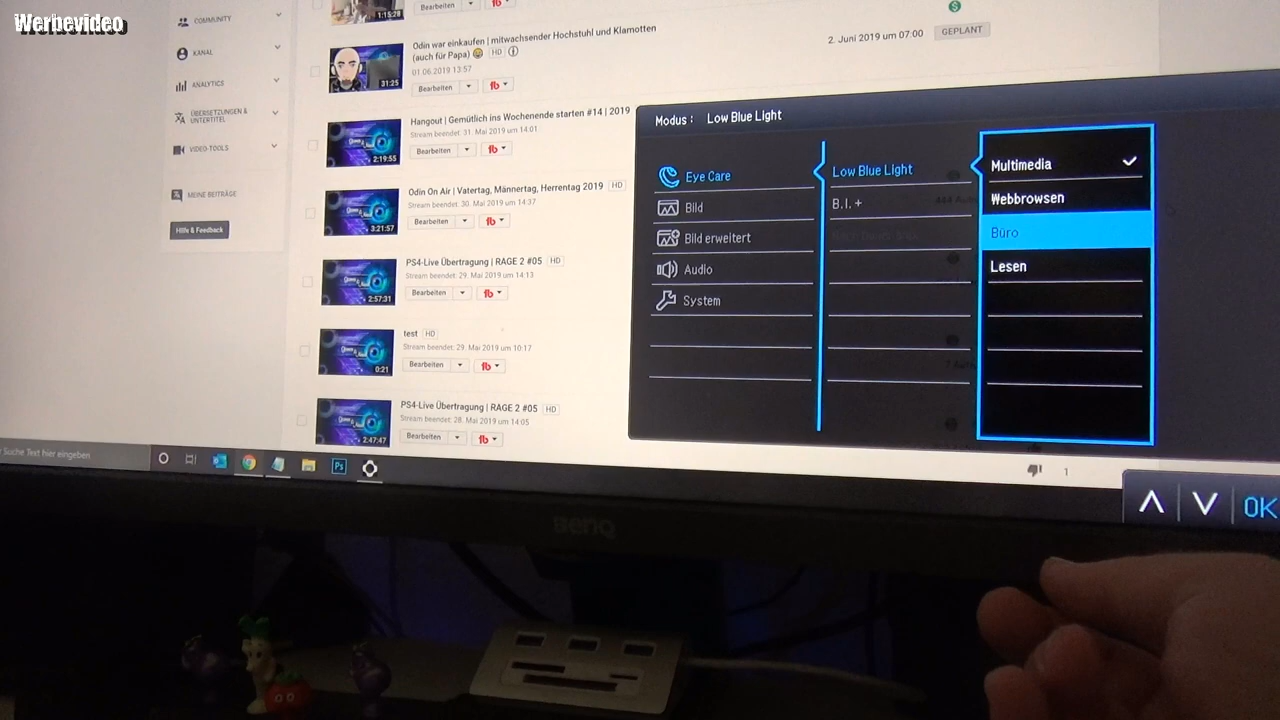 Werbevideo
COMMUNITY
KANAL
ANALYTICS
ÜBERSETZUNGEN &
UNTERTITEL
VIDEO-TOOLS
MEINE BEITRÄGE
Hilfe & Feedback
1:15:28
Bearbeiten
fb
Odin war einkaufen | mitwachsender Hochstuhl und Klamotten
(auch für Papa) HD
01.06.2019 13:57
31:25
Bearbeiten
fb
2. Juni 2019 um 07:00
GEPLANT
Hangout | Gemütlich ins Wochenende starten #14 | 2019
Stream beendet: 31. Mai 2019 um 14:01
2:19:55
Bearbeiten
fb
Odin On Air | Vatertag, Männertag, Herrentag 2019 HD
Stream beendet: 30. Mai 2019 um 14:37
3:21:57
Bearbeiten
fb
PS4-Live Übertragung | RAGE 2 #05 HD
Stream beendet: 29. Mai 2019 um 14:13
2:57:31
Bearbeiten
fb
test HD
Stream beendet: 29. Mai 2019 um 10:17
0:21
Bearbeiten
fb
PS4-Live Übertragung | RAGE 2 #05 HD
Stream beendet: 28. Mai 2019 um 14:05
2:47:47
Bearbeiten
fb
Modus: Low Blue Light
Eye Care
Bild
Bild erweitert
Audio
System
Low Blue Light
B.I.+
Multimedia
Webbrowsen
Büro
Lesen
1
Suche Text hier eingeben
Ps
OK
BenQ